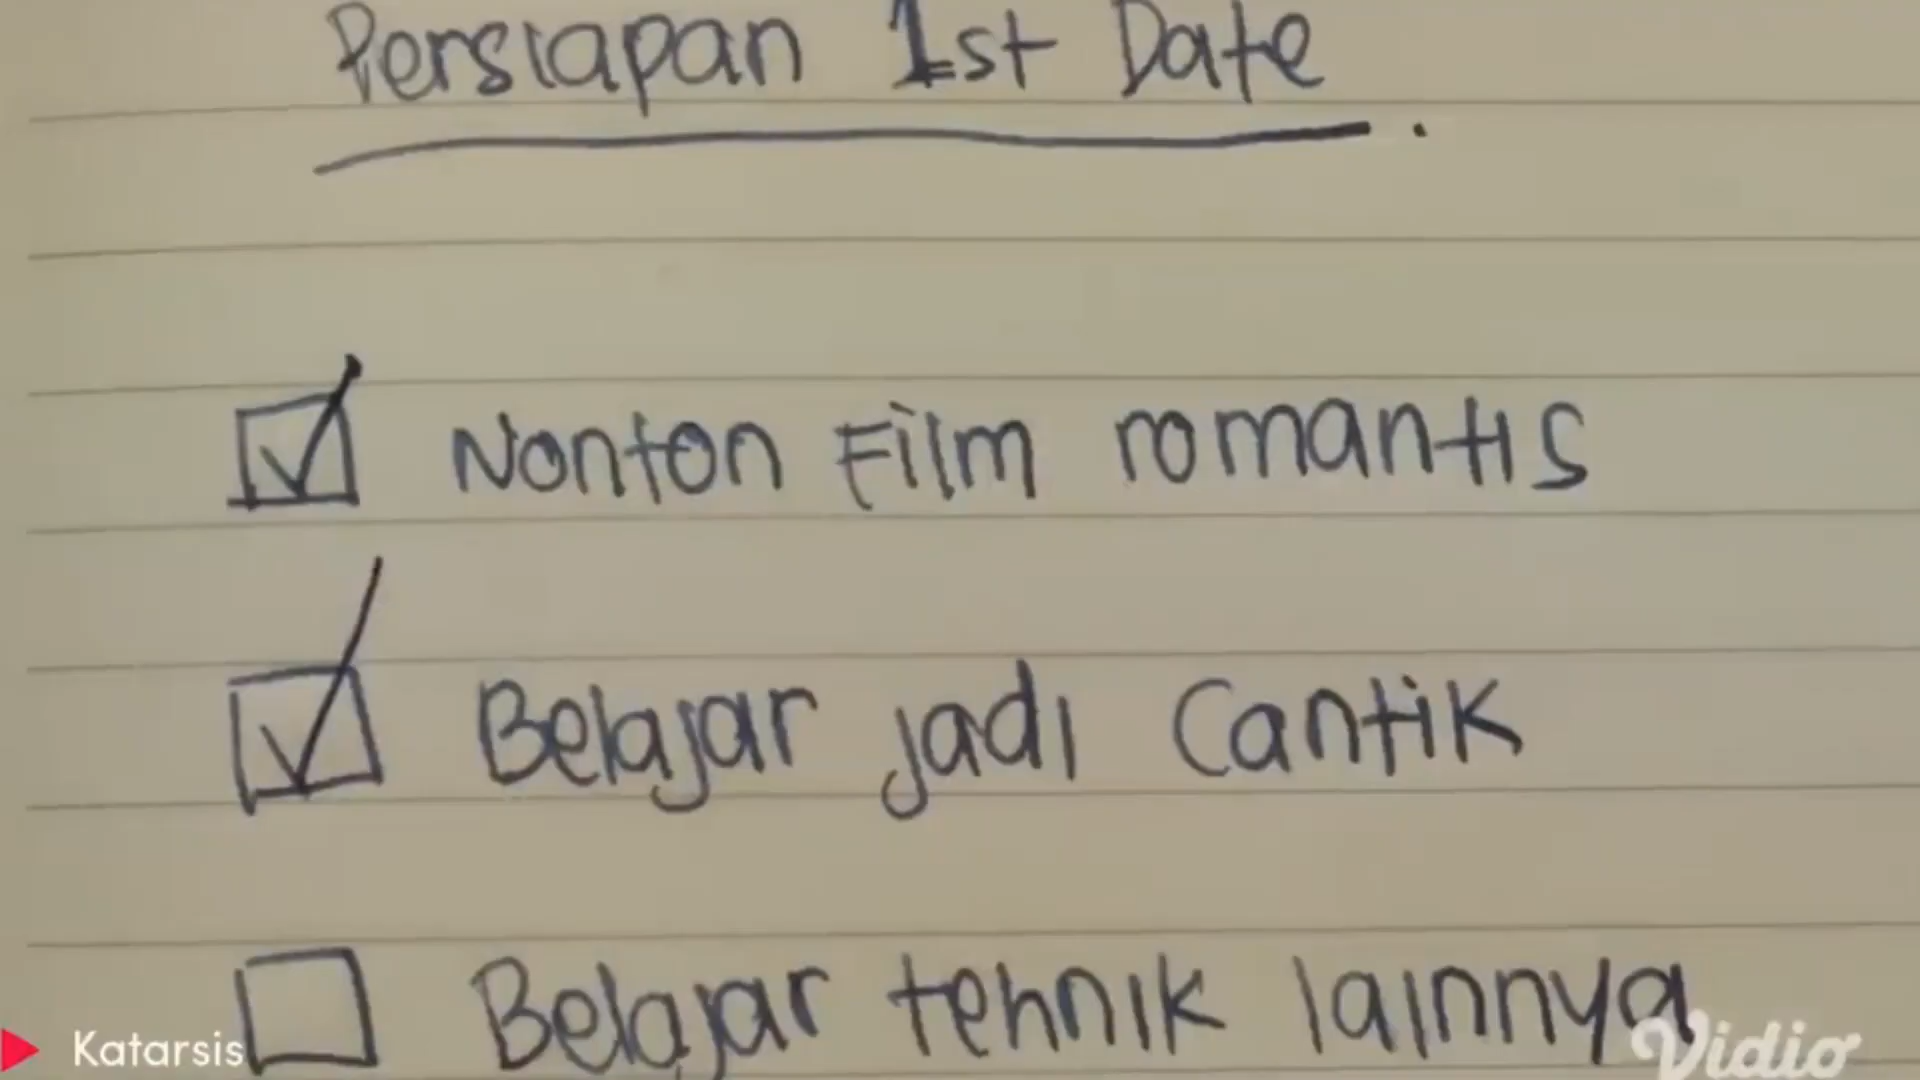 Persiapan 1st Date.
Nonton Film romantis
Belajar jadi Cantik
Belajar tehnik lainnya
Katarsis
Vidio